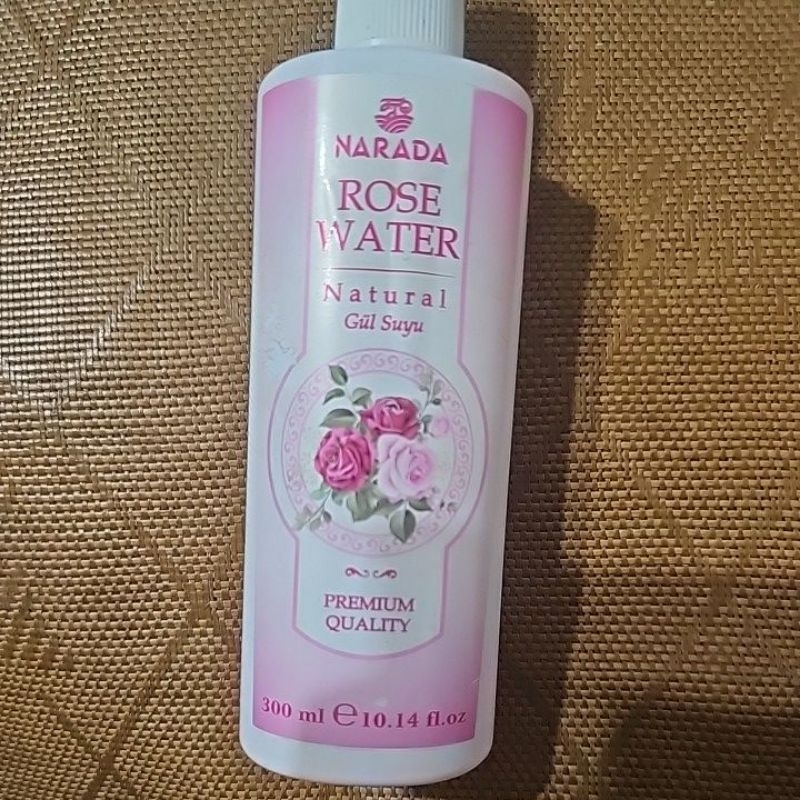 NARADA
ROSE
WATER
Natural
Gül Suyu
PREMIUM
QUALITY
300 ml ℮ 10.14 fl.oz